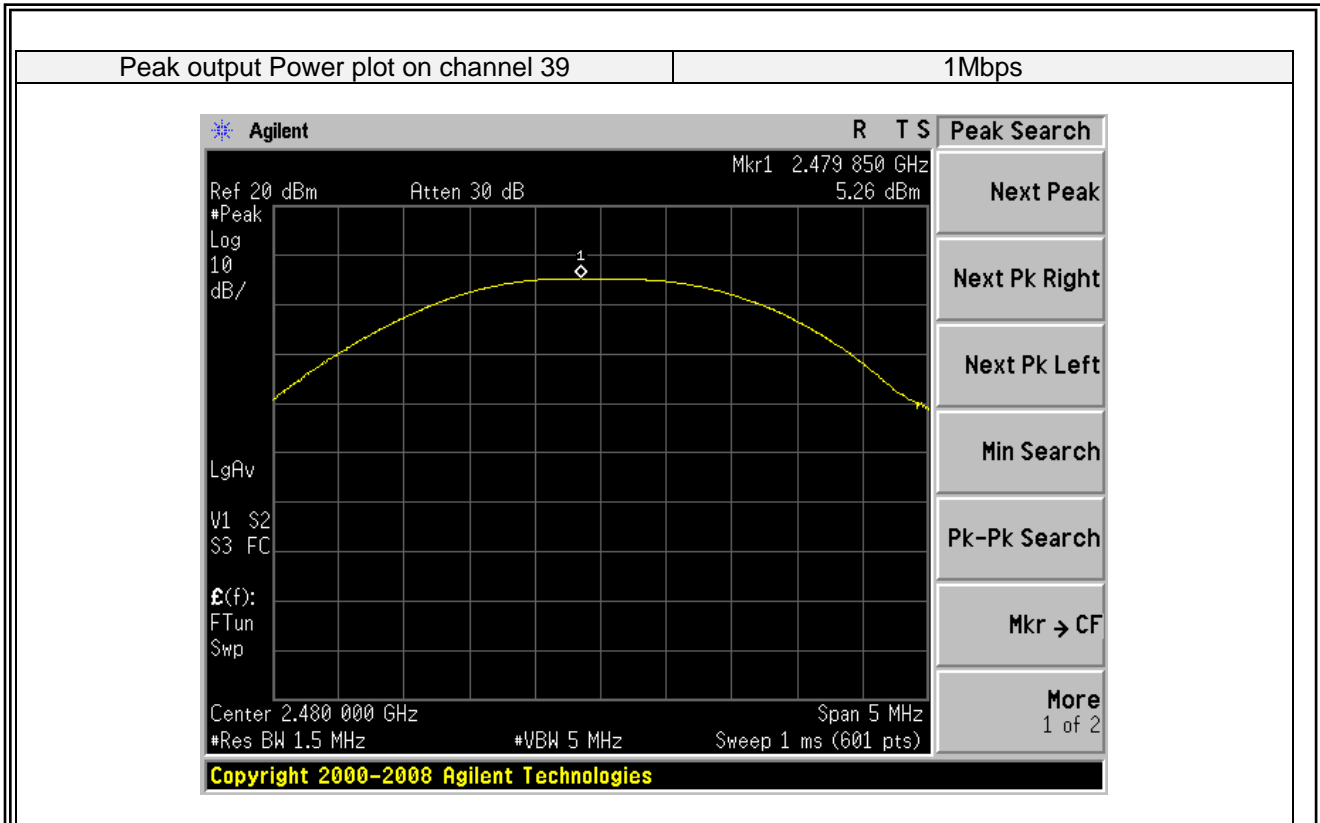 Peak output Power plot on channel 39 1Mbps
Agilent R T S Peak Search
Mkr1 2.479 850 GHz
Ref 20 dBm Atten 30 dB 5.26 dBm
#Peak
Log
10
dB/
1
LgAv
V1 S2
S3 FC
£(f):
FTun
Swp
Center 2.480 000 GHz Span 5 MHz
#Res BW 1.5 MHz #VBW 5 MHz Sweep 1 ms (601 pts)
Copyright 2000-2008 Agilent Technologies
Next Peak
Next Pk Right
Next Pk Left
Min Search
Pk-Pk Search
Mkr → CF
More
1 of 2